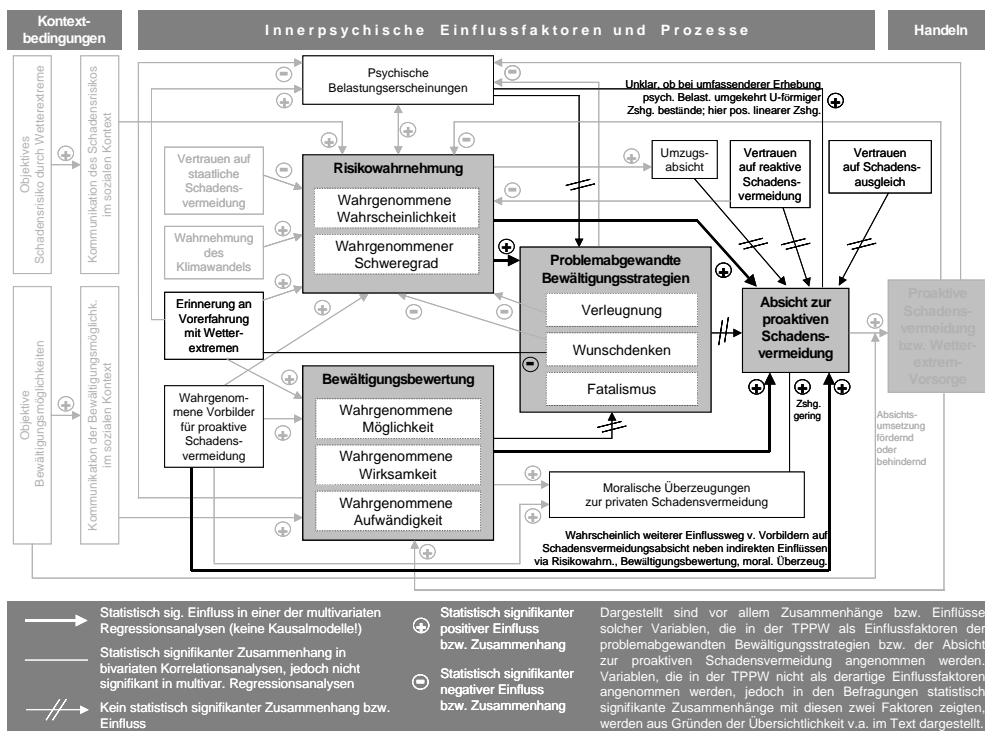 Kontext-
bedingungen
Innerpsychische Einflussfaktoren und Prozesse
Handeln
Objektives
Schadensrisiko durch Wetterextreme
Kommunikation des Schadensrisikos
im sozialen Kontext
Psychische
Belastungserscheinungen
Unklar, ob bei umfassenderer Erhebung
psych. Belast. umgekehrt U-förmiger
Zshg. bestände; hier pos. linearer Zshg.
Vertrauen auf
staatliche
Schadens-
vermeidung
Risikowahrnehmung
Wahrgenommene
Wahrscheinlichkeit
Wahrgenommener
Schweregrad
Umzugs-
absicht
Vertrauen
auf reaktive
Schadens-
vermeidung
Vertrauen
auf Schadens-
ausgleich
Wahrnehmung
des
Klimawandels
Problemabgewandte
Bewältigungsstrategien
Verleugnung
Wunschdenken
Fatalismus
Absicht zur
proaktiven
Schadens-
vermeidung
Proaktive
Schadens-
vermeidung
bzw. Wetter-
extrem-
Vorsorge
Erinnerung an
Vorerfahrung
mit Wetter-
extremen
Objektive
Bewältigungsmöglichkeiten
Kommunikation der Bewältigungsmöglichk.
im sozialen Kontext
Wahrgenom-
mene Vorbilder
für proaktive
Schadens-
vermeidung
Bewältigungsbewertung
Wahrgenommene
Möglichkeit
Wahrgenommene
Wirksamkeit
Wahrgenommene
Aufwändigkeit
Zshg.
gering
Absichts-
umsetzung
fördernd
oder
behindernd
Moralische Überzeugungen
zur privaten Schadensvermeidung
Wahrscheinlich weiterer Einflussweg v. Vorbildern auf
Schadensvermeidungsabsicht neben indirekten Einflüssen
via Risikowahrn., Bewältigungsbewertung, moral. Überzeug.
Statistisch sig. Einfluss in einer der multivariaten
Regressionsanalysen (keine Kausalmodelle!)
Statistisch signifikanter Zusammenhang in
bivariaten Korrelationsanalysen, jedoch nicht
signifikant in multivar. Regressionsanalysen
Kein statistisch signifikanter Zusammenhang bzw.
Einfluss
Statistisch signifikanter
positiver Einfluss
bzw. Zusammenhang
Statistisch signifikanter
negativer Einfluss
bzw. Zusammenhang
Dargestellt sind vor allem Zusammenhänge bzw. Einflüsse
solcher Variablen, die in der TPPW als Einflussfaktoren der
problemabgewandten Bewältigungsstrategien bzw. der Absicht
zur proaktiven Schadensvermeidung angenommen werden.
Variablen, die in der TPPW nicht als derartige Einflussfaktoren
angenommen werden, jedoch in den Befragungen statistisch
signifikante Zusammenhänge mit diesen zwei Faktoren zeigten,
werden aus Gründen der Übersichtlichkeit v.a. im Text dargestellt.